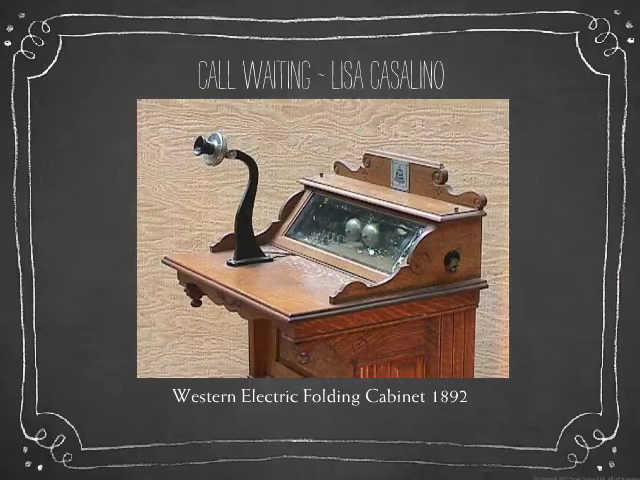 CALL WAITING ~ LISA CASALINO
Western Electric Folding Cabinet 1892